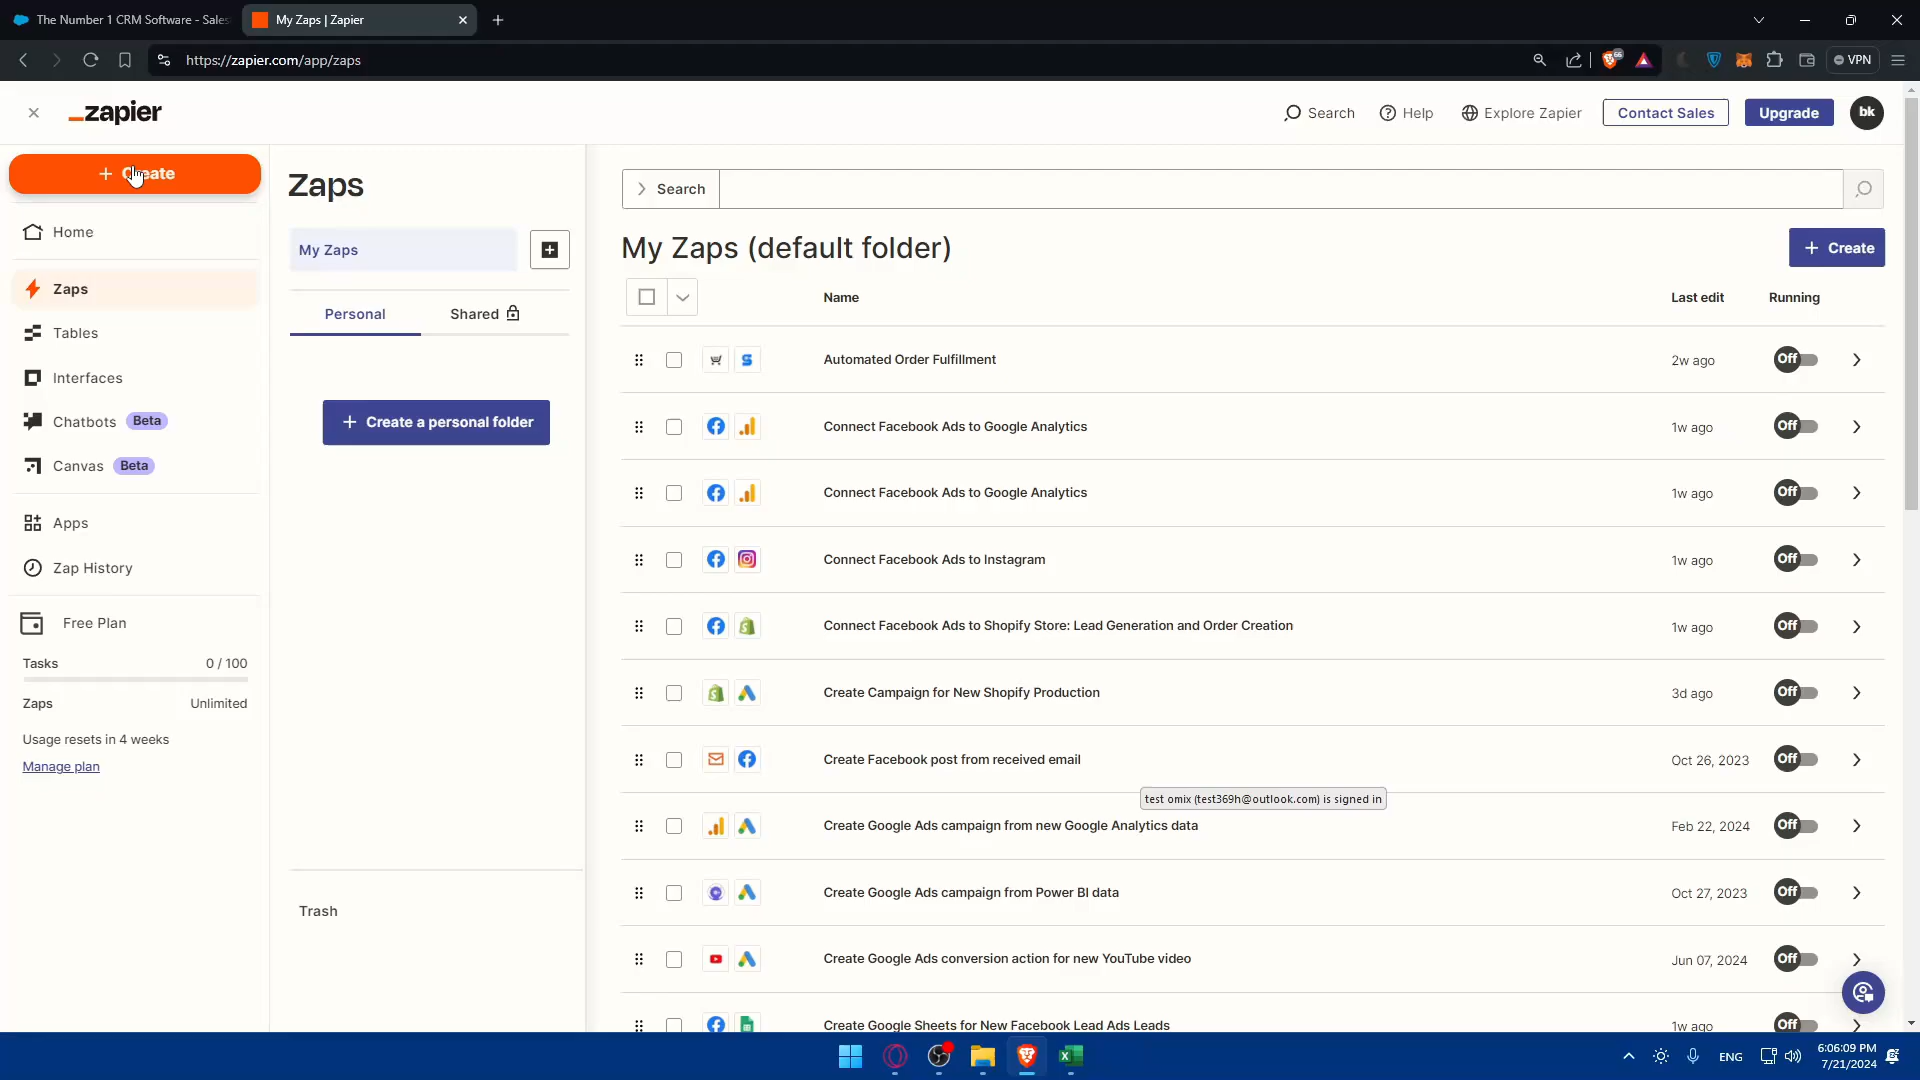 The Number 1 CRM Software - Sales
My Zaps | Zapier
https://zapier.com/app/zaps
66
VPN
zapier
Search
Help
Explore Zapier
Contact Sales
Upgrade
bk
Create
Home
Zaps
Tables
Interfaces
Chatbots Beta
Canvas Beta
Apps
Zap History
Free Plan
Tasks 0 / 100
Zaps Unlimited
Usage resets in 4 weeks
Manage plan
Zaps
My Zaps
Personal Shared
Create a personal folder
Trash
Search
My Zaps (default folder)
Create
Name Last edit Running
Automated Order Fulfillment 2w ago Off
Connect Facebook Ads to Google Analytics 1w ago Off
Connect Facebook Ads to Google Analytics 1w ago Off
Connect Facebook Ads to Instagram 1w ago Off
Connect Facebook Ads to Shopify Store: Lead Generation and Order Creation 1w ago Off
Create Campaign for New Shopify Production 3d ago Off
Create Facebook post from received email Oct 26, 2023 Off
test omix (test369h@outlook.com) is signed in
Create Google Ads campaign from new Google Analytics data Feb 22, 2024 Off
Create Google Ads campaign from Power BI data Oct 27, 2023 Off
Create Google Ads conversion action for new YouTube video Jun 07, 2024 Off
Create Google Sheets for New Facebook Lead Ads Leads 1w ago Off
ENG
6:06:09 PM
7/21/2024